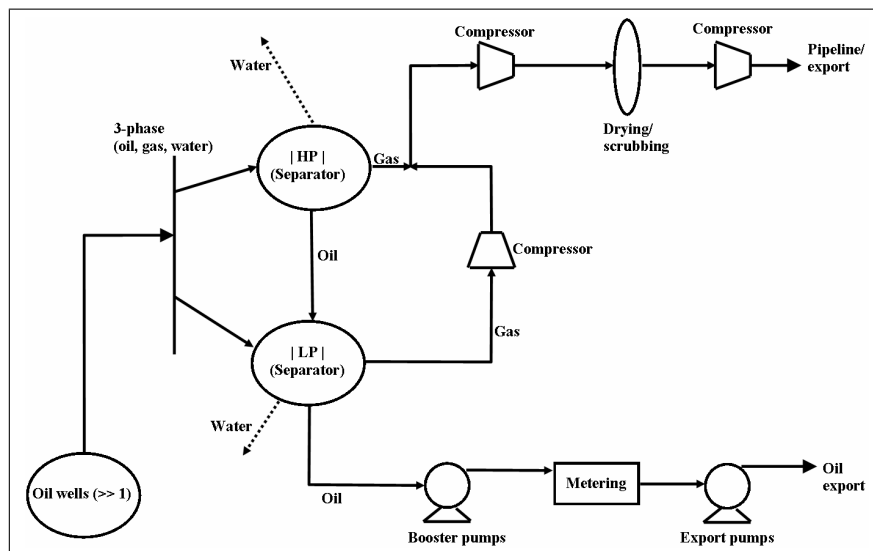 Compressor
Compressor
Pipeline/
export
Water
Drying/
scrubbing
3-phase
(oil, gas, water)
| HP |
(Separator)
Gas
Oil
Compressor
Gas
| LP |
(Separator)
Water
Oil wells (>> 1)
Oil
Booster pumps
Metering
Export pumps
Oil
export